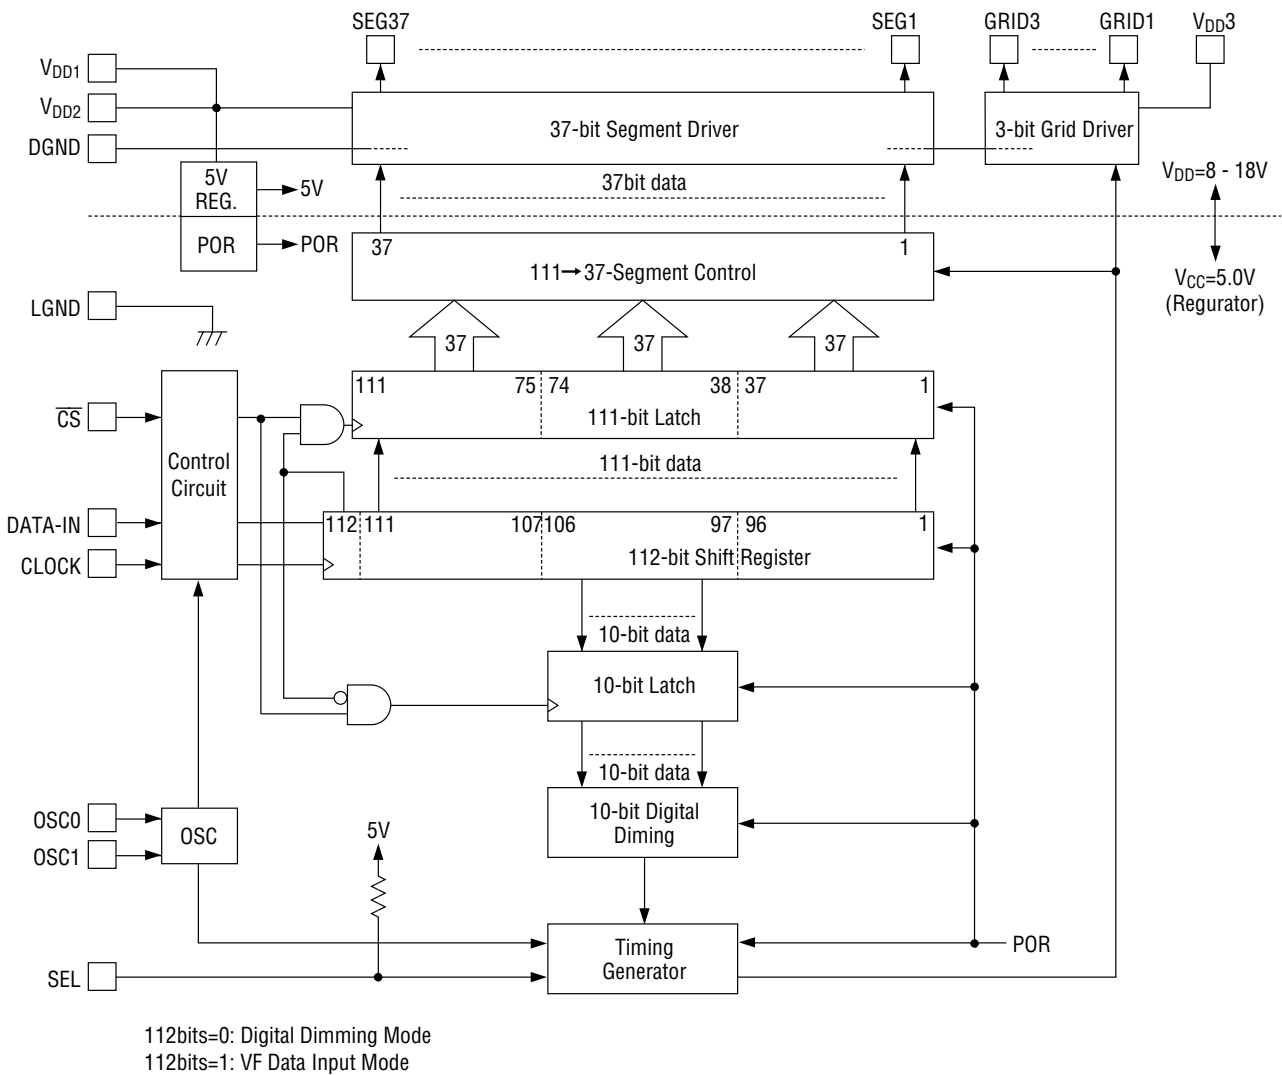 SEG37 SEG1 GRID3 GRID1 VDD3
VDD1
VDD2
37-bit Segment Driver 3-bit Grid Driver
DGND
5V
REG.
5V
37bit data
VDD=8 - 18V
POR POR
37 1
111→37-Segment Control
VCC=5.0V
(Regurator)
LGND
37 37 37
111 75 74 38 37 1
111-bit Latch
CS
Control
Circuit
111-bit data
DATA-IN
112 111 107 106 97 96 1
112-bit Shift Register
CLOCK
10-bit data
10-bit Latch
10-bit data
10-bit Digital
Diming
OSC0
OSC
OSC1
5V
Timing
Generator
POR
SEL
112bits=0: Digital Dimming Mode
112bits=1: VF Data Input Mode